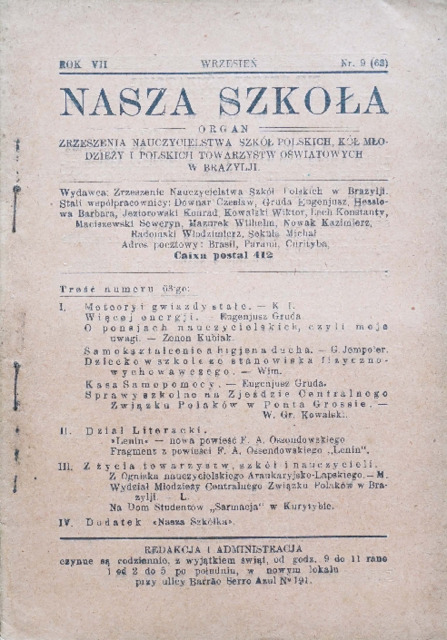 ROK VII WRZESIEŃ Nr. 9 (63)
NASZA SZKOŁA
ORGAN
ZRZESZENIA NAUCZYCIELSTWA SZKÓŁ POLSKICH, KÓŁ MŁO-
DZIEŻY I POLSKICH TOWARZYSTW OŚWIATOWYCH
W BRAZYLJI.
Wydawca: Zrzeszenie Nauczycielstwa Szkół Polskich w Brazylji.
Stali współpracownicy: Downar Czesław, Gruda Eugenjusz, Hessle-
wa Barbara, Jeziorowski Konrad, Kowalski Wiktor, Lech Konstanty,
Maciszewski Seweryn, Mazurek Wilhelm, Nowak Kazimierz,
Radomski Włodzimierz, Sekuła Michał
Adres pocztowy: Brasil, Paraná, Curityba,
Caixa postal 412
Treść numeru 63-go:
I. Meteory i gwiazdy stałe. — K. J.
Więcej energji. — Eugenjusz Gruda.
O pensjach nauczycielskich, czyli moje
uwagi. — Zenon Kubiak.
Samokształcenie a higjena ducha. — G.
Dziecko w szkole ze stanowiska fizyczno-
wychowawczego. — Wjm.
Kasa Samopomocy. — Eugenjusz Gruda.
Sprawy szkolne na Zjeździe Centralnego
Związku Polaków w Ponta Grossie. —
W. Gr. Kowalski.
II. Dział Literacki.
»Lenin« — nowa powieść F. A. Ossendowskiego
Fragment z powieści F. A. Ossendowskiego „Lenin".
III. Z życia towarzystw, szkół i nauczycieli.
Z Ogniska nauczycielskiego Araukaryjsko-Lapskiego. — M.
Wydział Młodzieży Centralnego Związku Polaków w Bra-
zylji. — L.
Na Dom Studentów „Sarmacja" w Kurytybie.
IV. Dodatek «Nasza Szkółka».
REDAKCJA I ADMINISTRACJA
czynne są codziennie, z wyjątkiem świąt, od godz. 9 do 11 rano
i od 2 do 5 po południu, w nowym lokalu
przy ulicy Barão Serro Azul Nº 191.